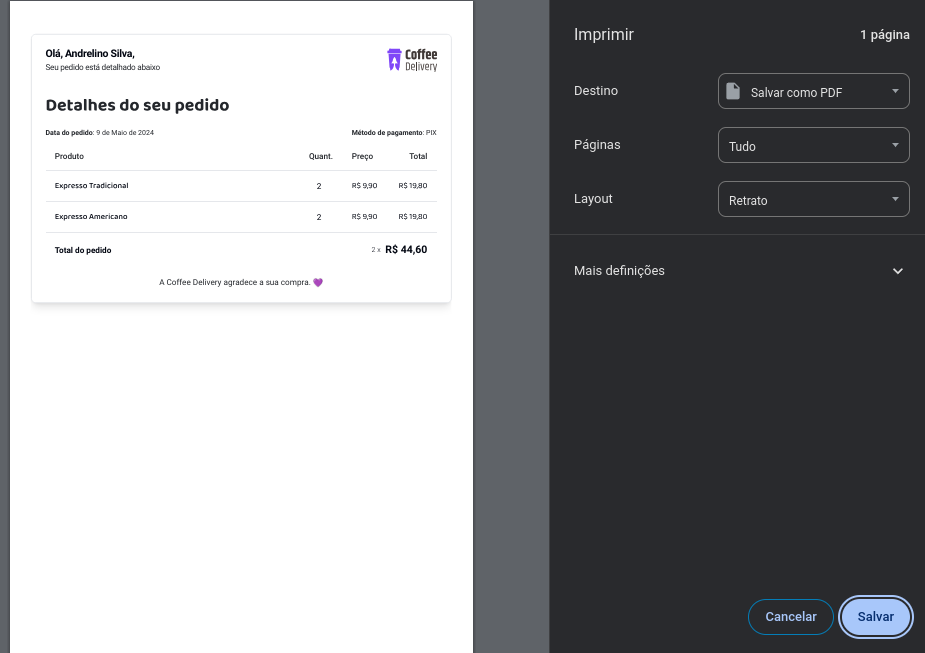 Olá, Andrelino Silva,
Seu pedido está detalhado abaixo
Coffee
Delivery
Detalhes do seu pedido
Data do pedido: 9 de Maio de 2024 Método de pagamento: PIX
Produto Quant. Preço Total
Expresso Tradicional 2 R$ 9,90 R$ 19,80
Expresso Americano 2 R$ 9,90 R$ 19,80
Total do pedido 2 x R$ 44,60
A Coffee Delivery agradece a sua compra. 💜
Imprimir 1 página
Destino Salvar como PDF
Páginas Tudo
Layout Retrato
Mais definições
Cancelar Salvar